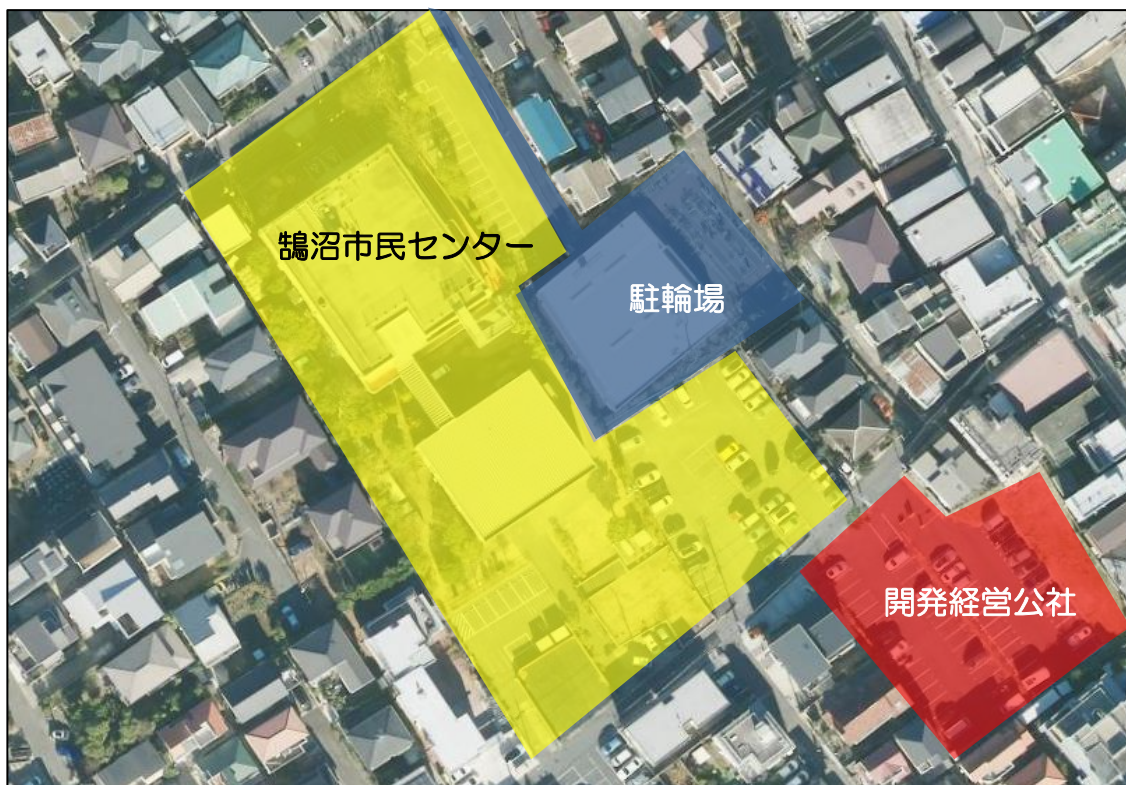 鵠沼市民センター
駐輪場
開発経営公社